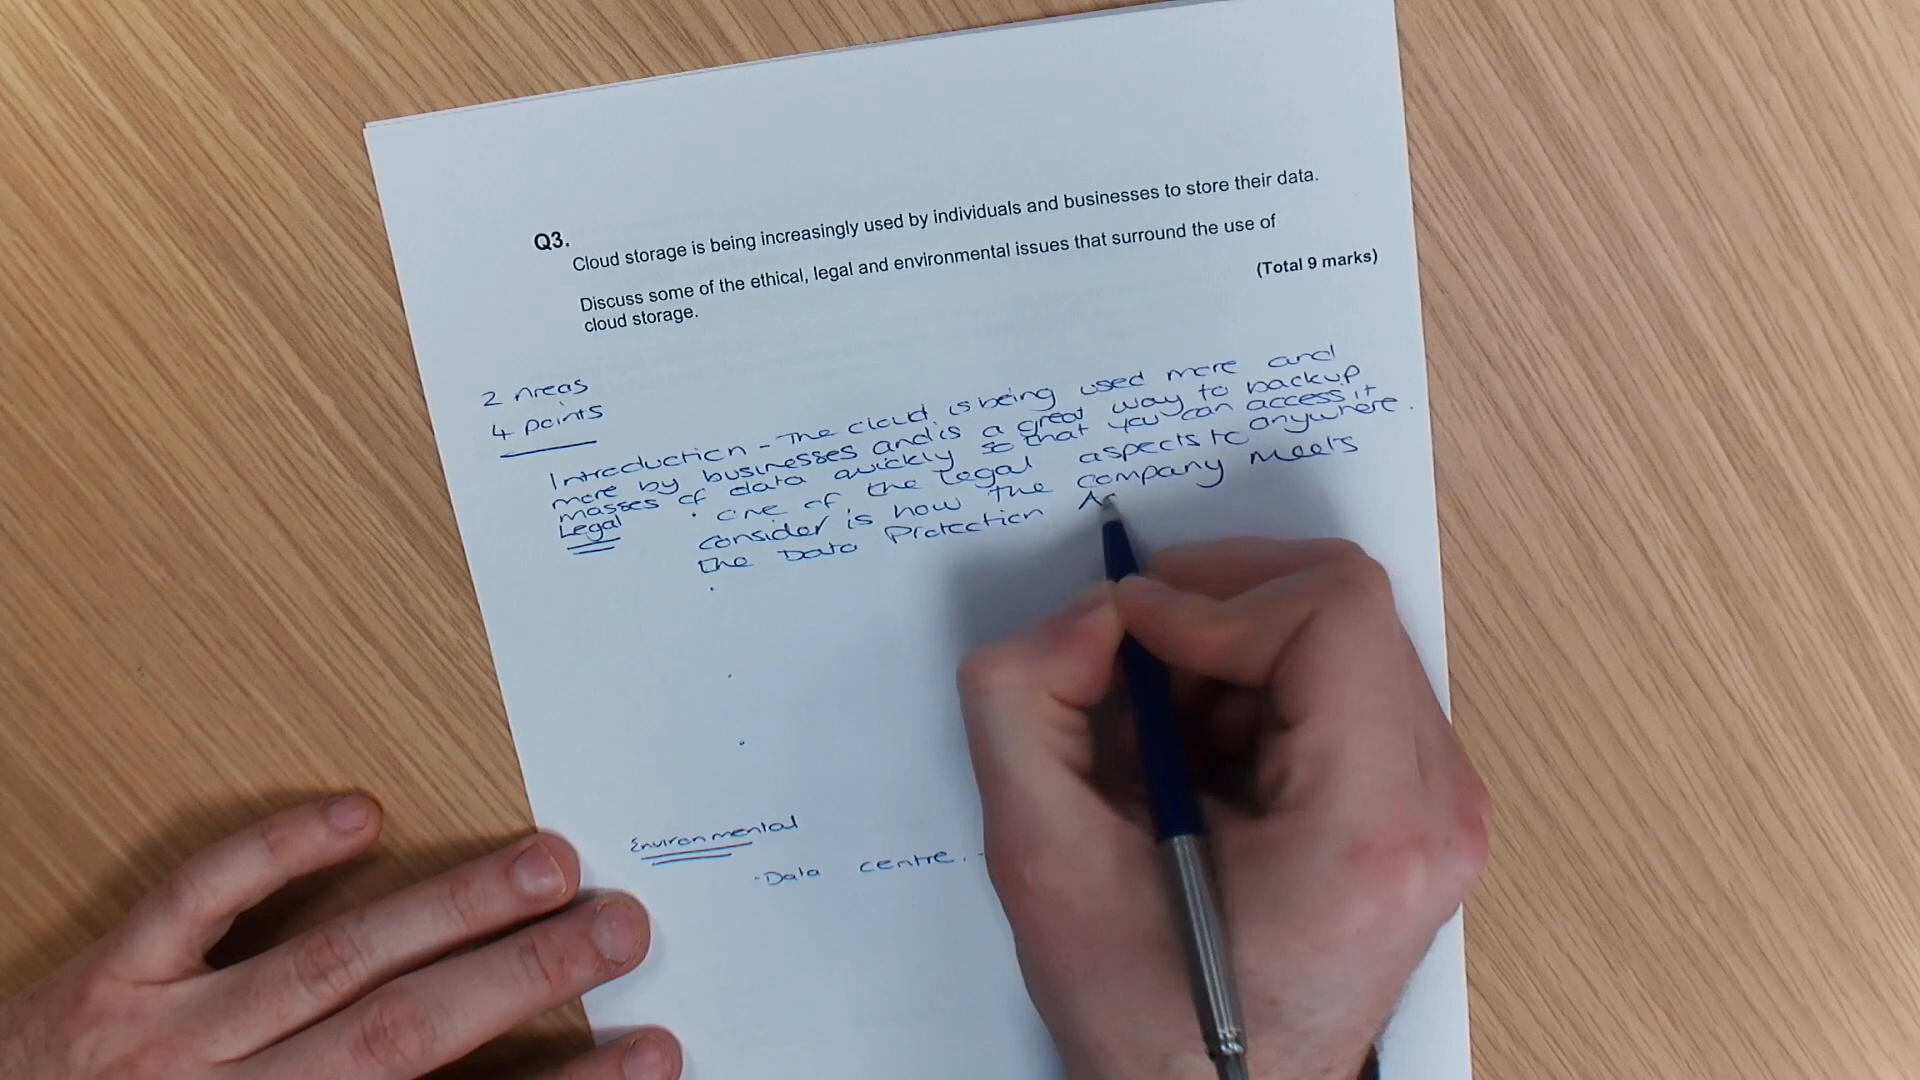 Q3.
Cloud storage is being increasingly used by individuals and businesses to store their data.
Discuss some of the ethical, legal and environmental issues that surround the use of
cloud storage.
(Total 9 marks)
2 Areas
4 points
Introduction - The cloud is being used more and
more by businesses and is a great way to backup
masses of data quickly so that you can access it
anywhere.
Legal
· One of the legal aspects to
consider is how the company meets
the Data Protection A
Environmental
· Data centre. -